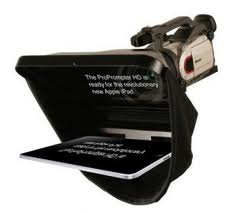 The ProPrompter HD is
ready for the revolutionary
new Apple iPad